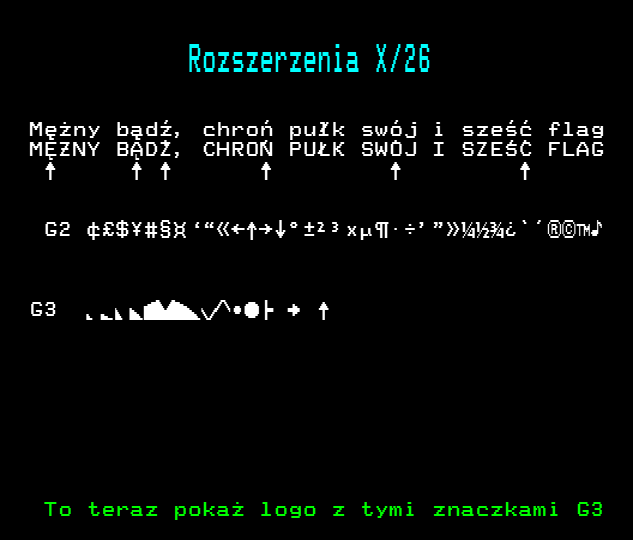 Rozszerzenia X/26
Mężny bądź, chroń pułk swój i sześć flag
MĘŻNY BĄDŹ, CHROŃ PUŁK SWÓJ I SZEŚĆ FLAG
↑ ↑ ↑ ↑ ↑ ↑
G2 ¢£$¥#§¤‘“«←↑→↓°±²³×µ¶·÷’”»¼½¾¿`´®©™♪
G3 ●├ → ↑
To teraz pokaż logo z tymi znaczkami G3